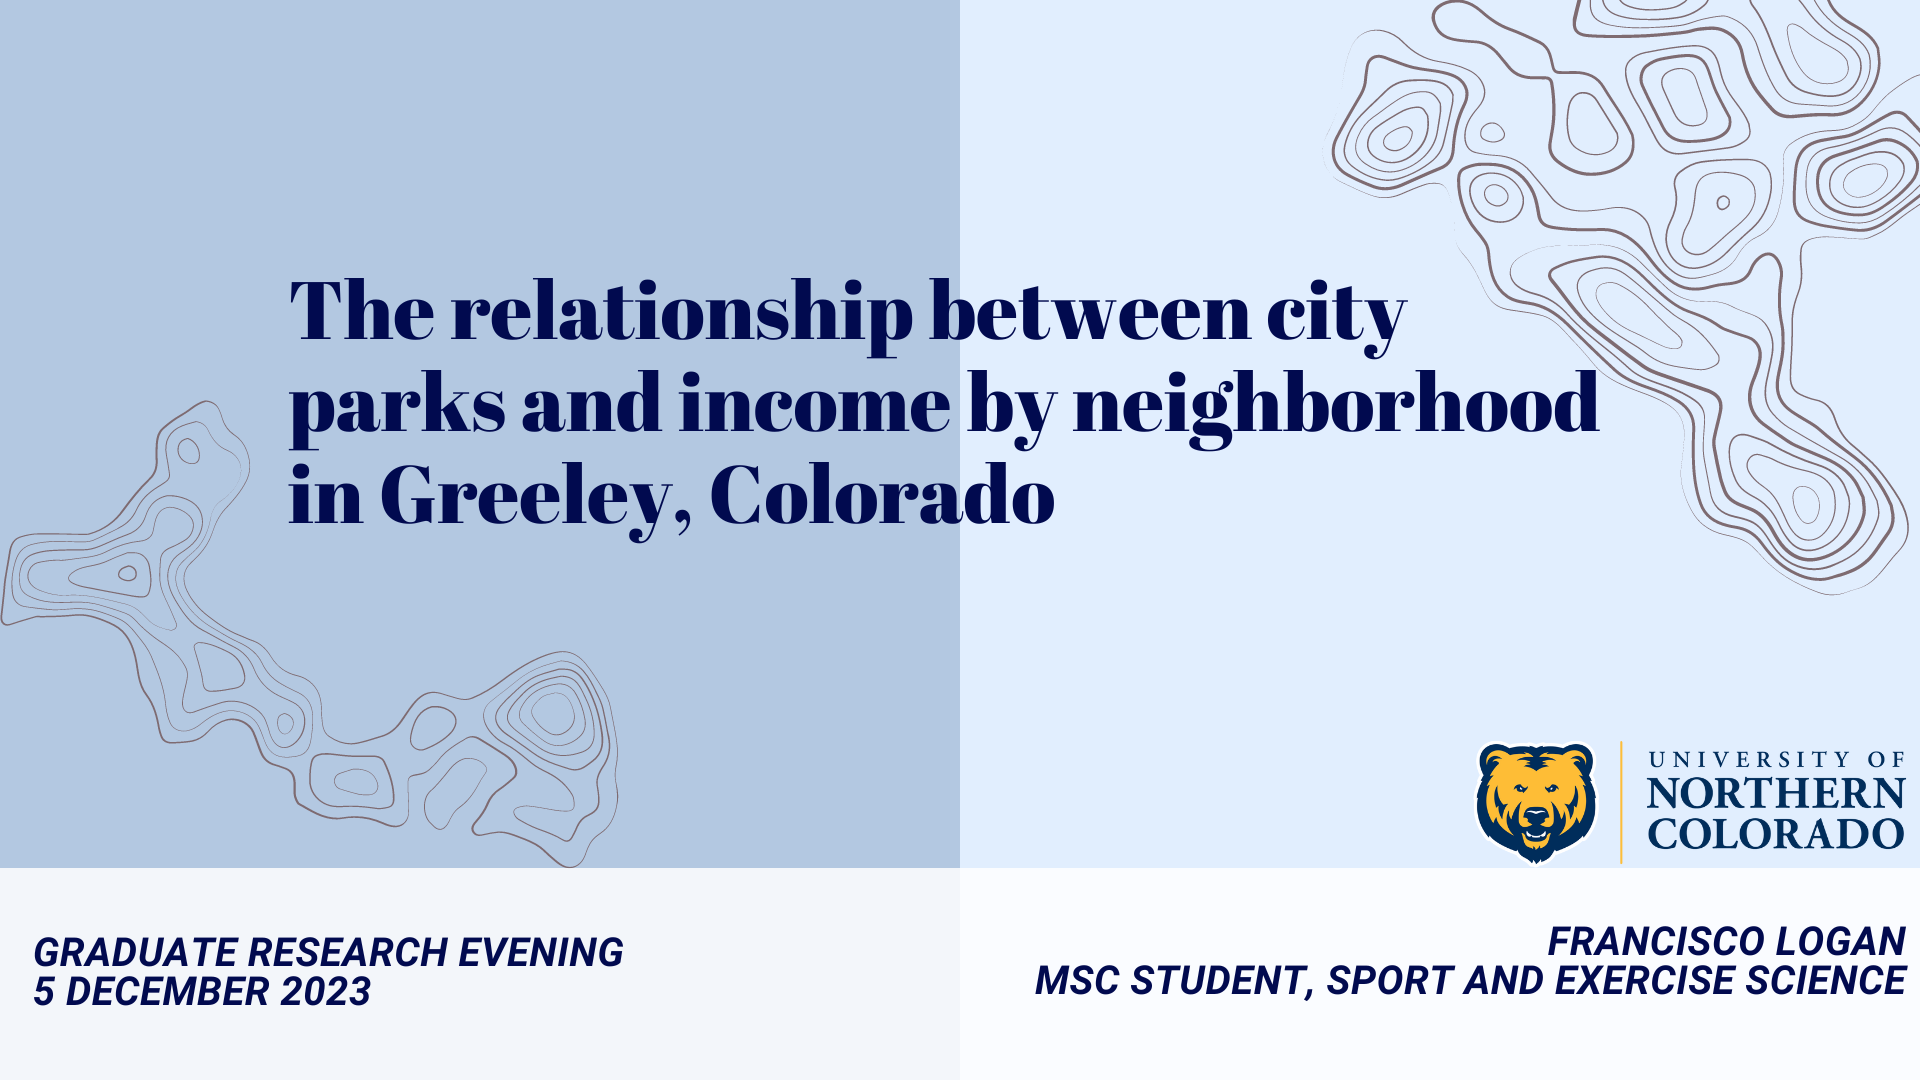 The relationship between city
parks and income by neighborhood
in Greeley, Colorado
UNIVERSITY OF
NORTHERN
COLORADO
GRADUATE RESEARCH EVENING
5 DECEMBER 2023
FRANCISCO LOGAN
MSC STUDENT, SPORT AND EXERCISE SCIENCE